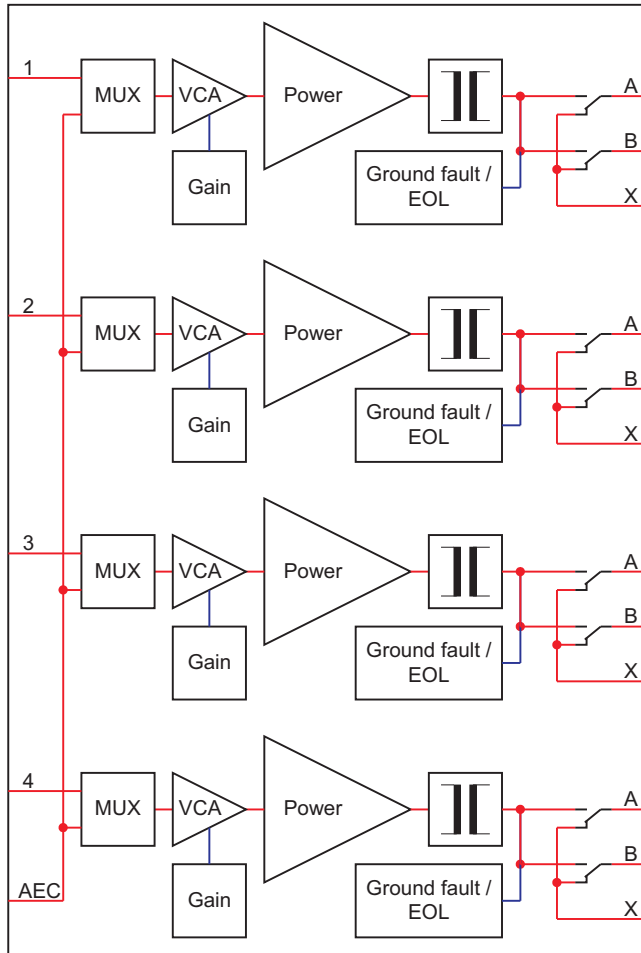 1
MUX
VCA
Power
A
B
X
Gain
Ground fault /
EOL
2
MUX
VCA
Power
A
B
X
Gain
Ground fault /
EOL
3
MUX
VCA
Power
A
B
X
Gain
Ground fault /
EOL
4
MUX
VCA
Power
A
B
X
AEC
Gain
Ground fault /
EOL